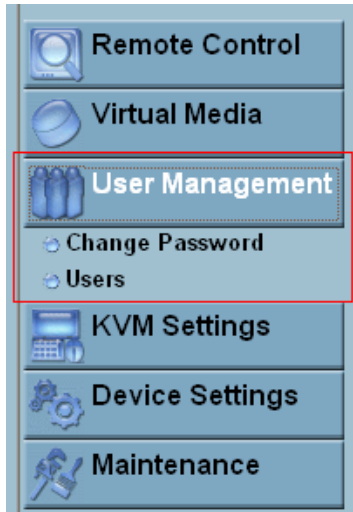 Remote Control
Virtual Media
User Management
Change Password
Users
KVM Settings
Device Settings
Maintenance